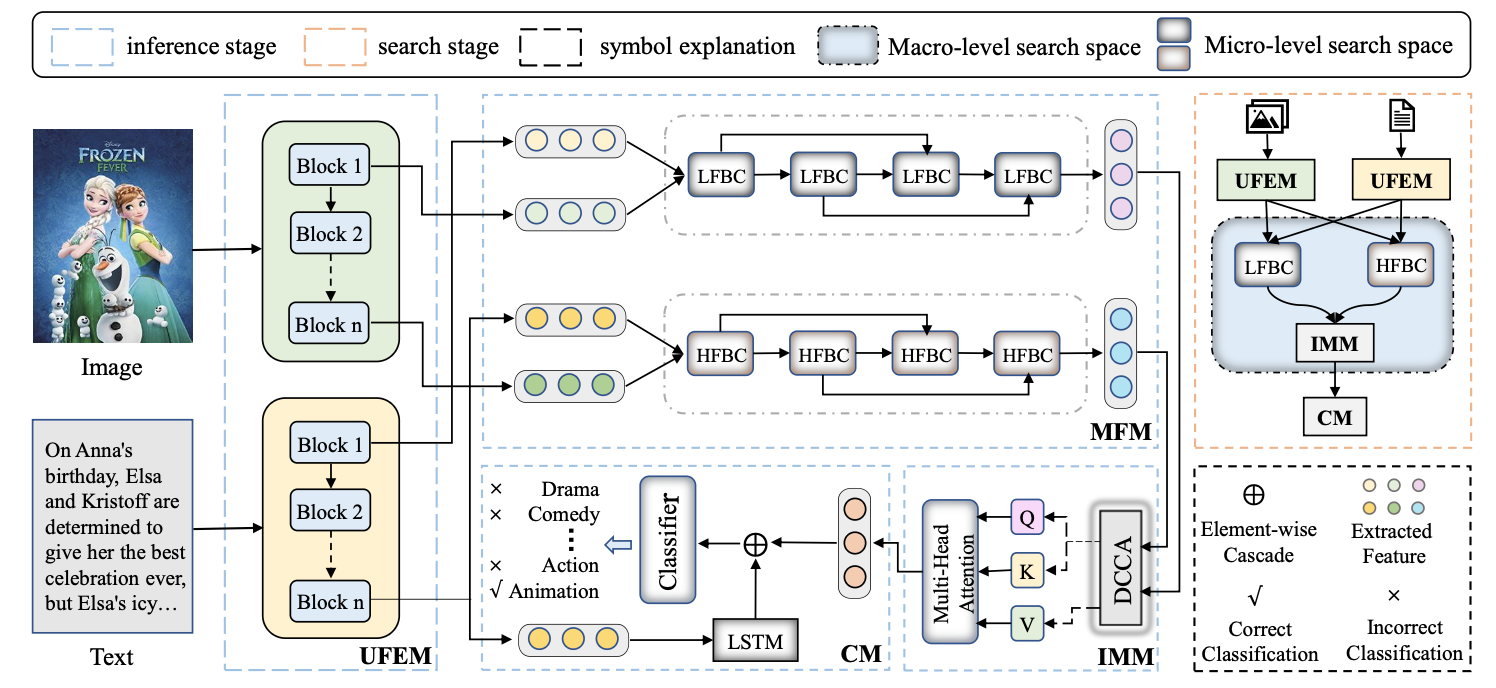 inference stage
search stage
symbol explanation
Macro-level search space
Micro-level search space
Disney
FROZEN
FEVER
Image
On Anna's
birthday, Elsa
and Kristoff are
determined to
give her the best
celebration ever,
but Elsa's icy…
Text
Block 1
Block 2
Block n
Block 1
Block 2
Block n
UFEM
LFBC
LFBC
LFBC
LFBC
HFBC
HFBC
HFBC
HFBC
MFM
× Drama
× Comedy
⋮
× Action
√ Animation
Classifier
⊕
LSTM
CM
Multi-Head
Attention
Q
K
V
DCCA
IMM
UFEM
UFEM
LFBC
HFBC
IMM
CM
⊕
Element-wise
Cascade
Extracted
Feature
√
Correct
Classification
×
Incorrect
Classification